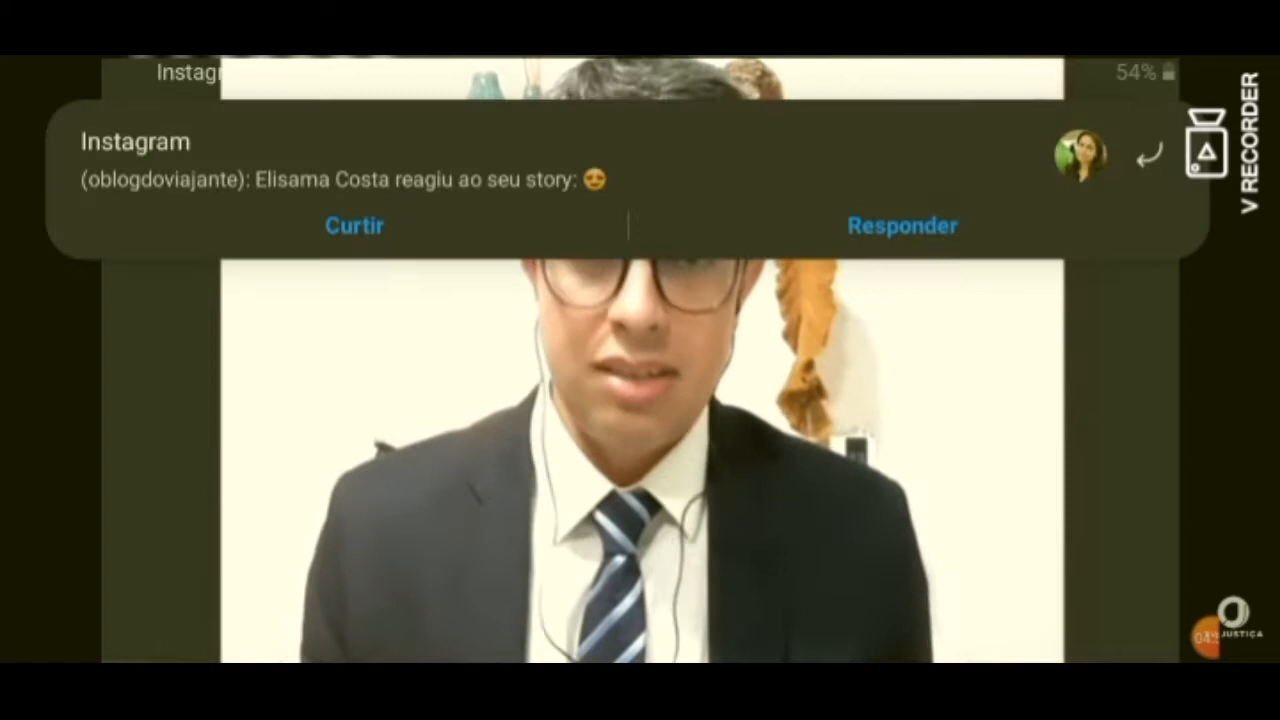 Instagr
54%
Instagram
(oblogdoviajante): Elisama Costa reagiu ao seu story: 😍
Curtir
Responder
V RECORDER
JUSTIÇA